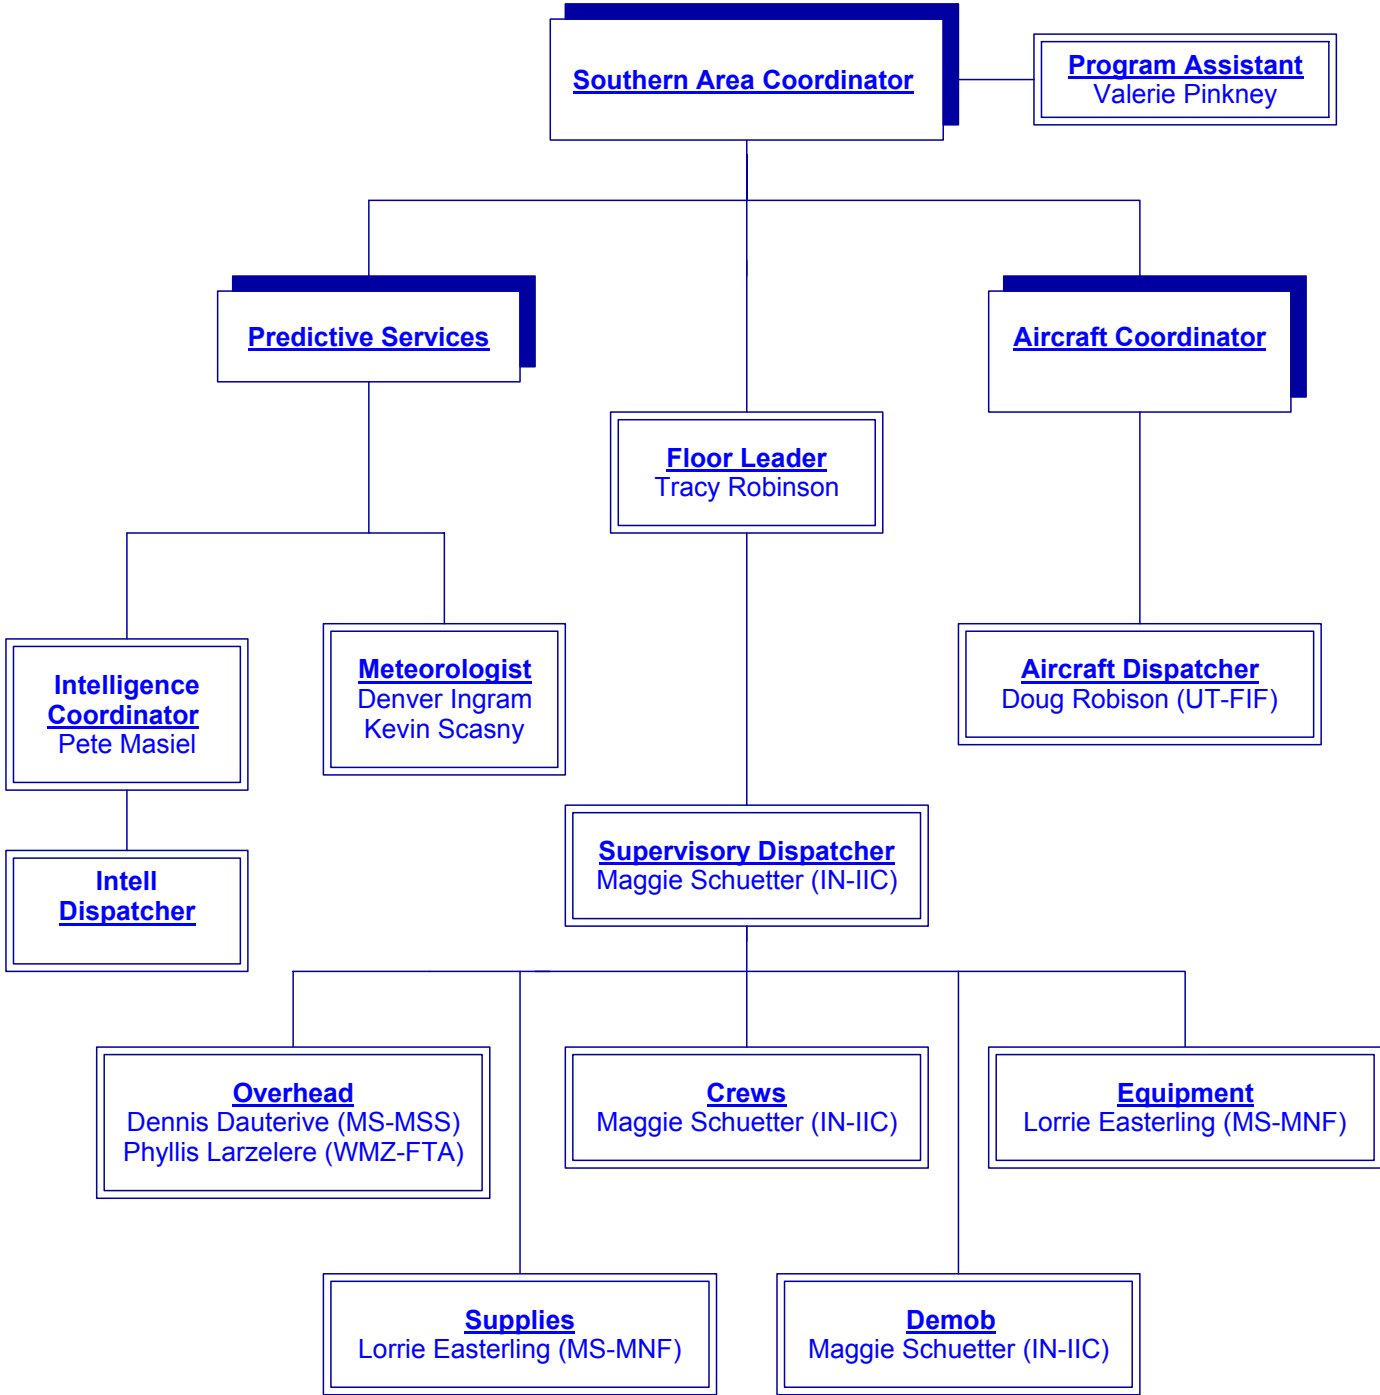 Southern Area Coordinator
Program Assistant
Valerie Pinkney
Predictive Services
Aircraft Coordinator
Floor Leader
Tracy Robinson
Intelligence
Coordinator
Pete Masiel
Meteorologist
Denver Ingram
Kevin Scasny
Aircraft Dispatcher
Doug Robison (UT-FIF)
Intell
Dispatcher
Supervisory Dispatcher
Maggie Schuetter (IN-IIC)
Overhead
Dennis Dauterive (MS-MSS)
Phyllis Larzelere (WMZ-FTA)
Crews
Maggie Schuetter (IN-IIC)
Equipment
Lorrie Easterling (MS-MNF)
Supplies
Lorrie Easterling (MS-MNF)
Demob
Maggie Schuetter (IN-IIC)